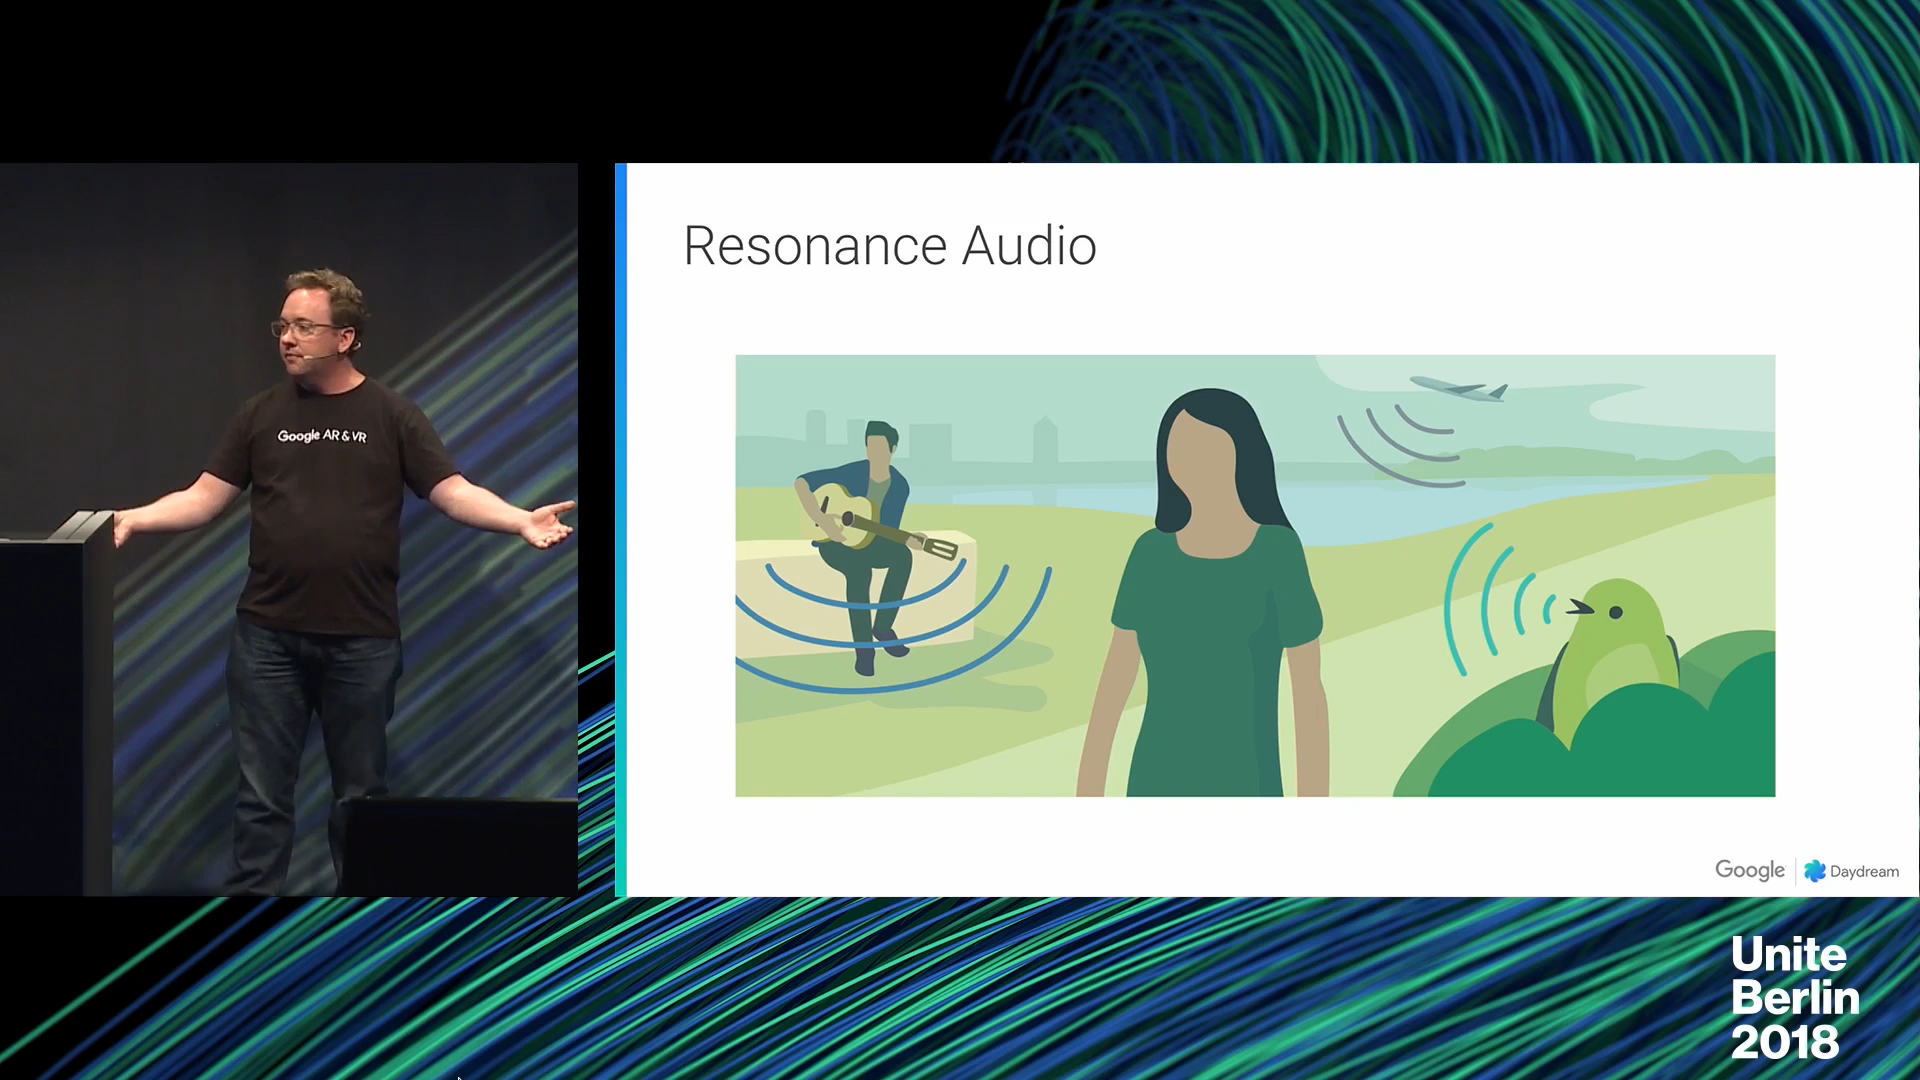 Resonance Audio
Google AR & VR
Google
Daydream
Unite
Berlin
2018